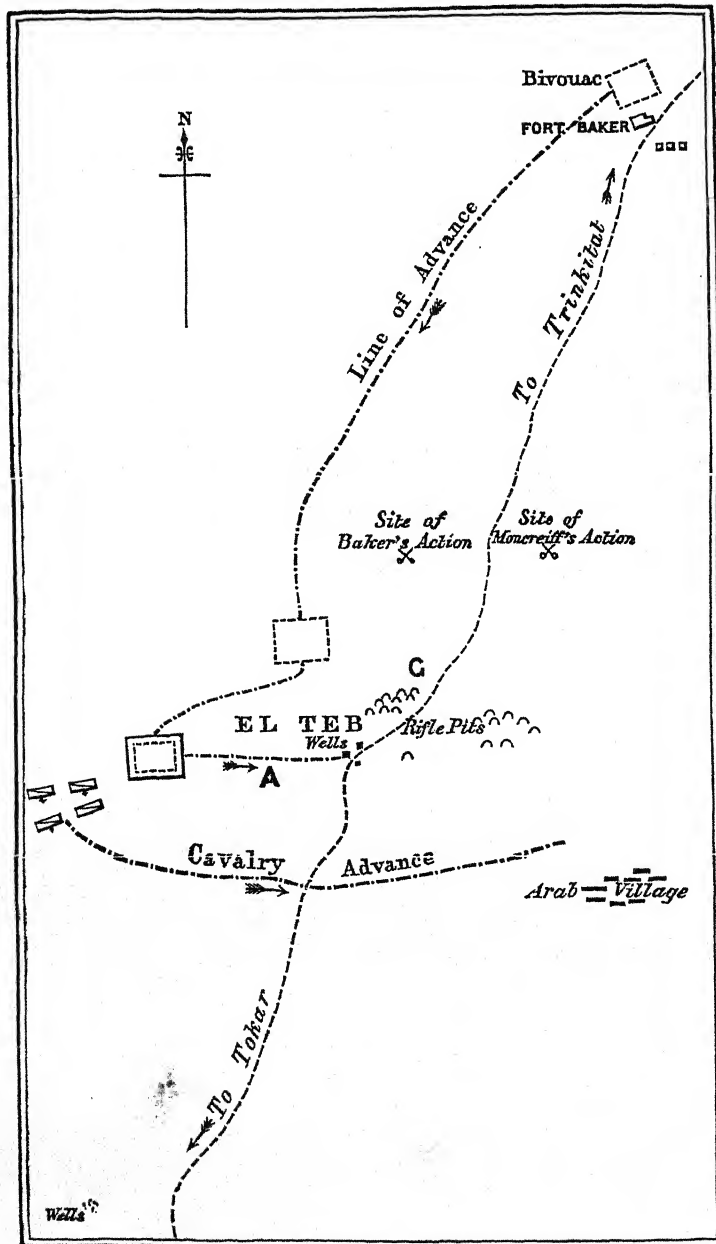 Bivouac
FORT BAKER
N
Line of Advance
To Trinkitat
Site of
Baker's Action
Site of
Moncreiff's Action
C
EL TEB
Wells
Rifle Pits
A
Cavalry Advance
Arab Village
To Tokar
Wells